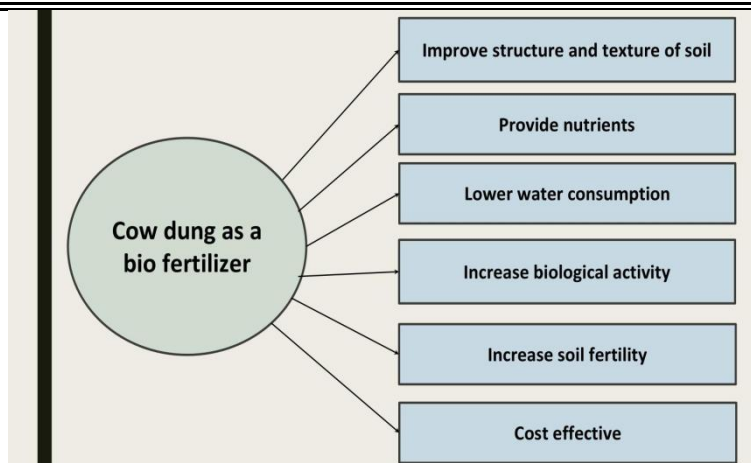 Cow dung as a
bio fertilizer
Improve structure and texture of soil
Provide nutrients
Lower water consumption
Increase biological activity
Increase soil fertility
Cost effective